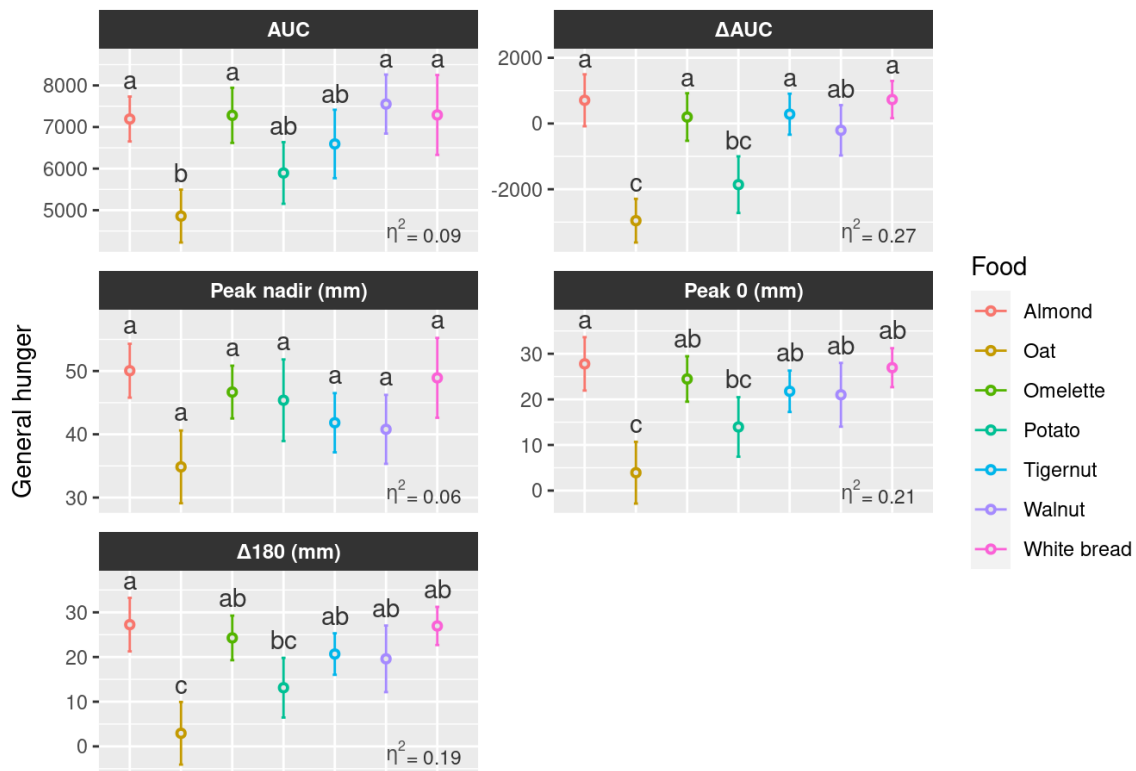 General hunger
AUC
8000
7000
6000
5000
a
b
a
ab
ab
a
a
η2= 0.09
ΔAUC
2000
0
-2000
a
c
a
bc
a
ab
a
η2= 0.27
Peak nadir (mm)
50
40
30
a
a
a
a
a
a
a
η2= 0.06
Peak 0 (mm)
30
20
10
0
a
c
ab
bc
ab
ab
ab
η2= 0.21
Δ180 (mm)
30
20
10
0
a
c
ab
bc
ab
ab
ab
η2= 0.19
Food
Almond
Oat
Omelette
Potato
Tigernut
Walnut
White bread